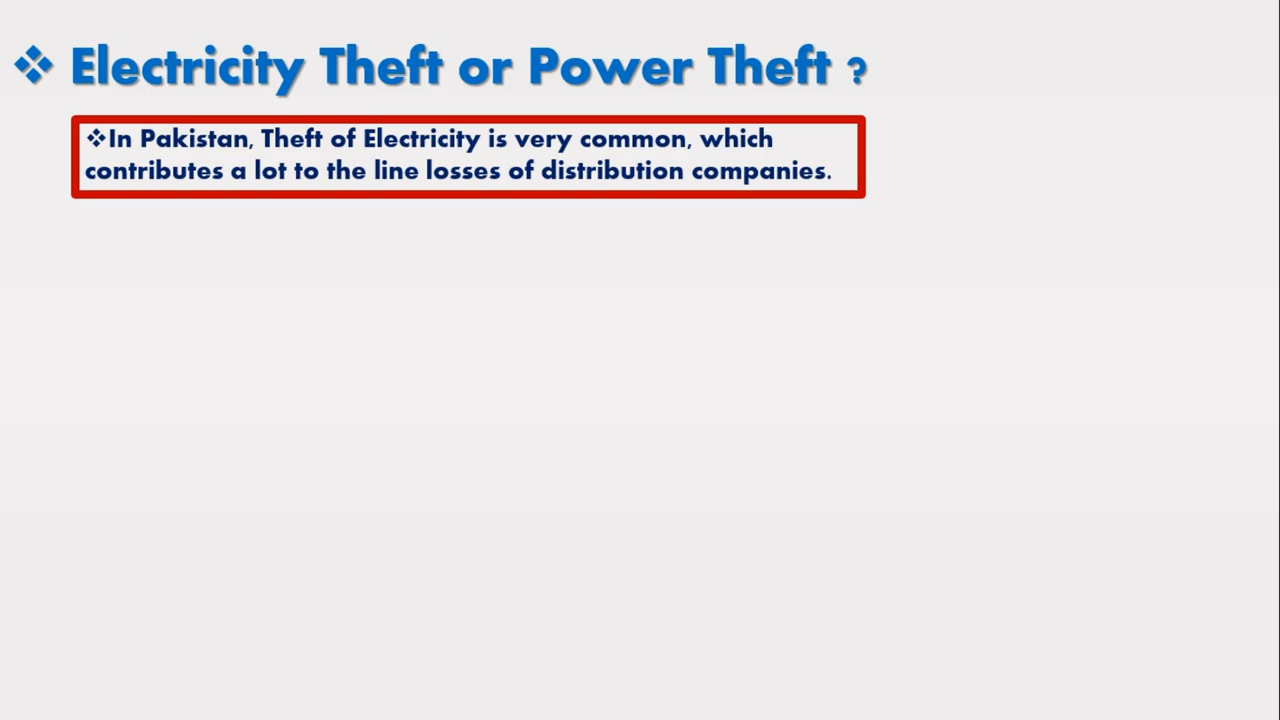 ❖ Electricity Theft or Power Theft ?
❖In Pakistan, Theft of Electricity is very common, which
contributes a lot to the line losses of distribution companies.